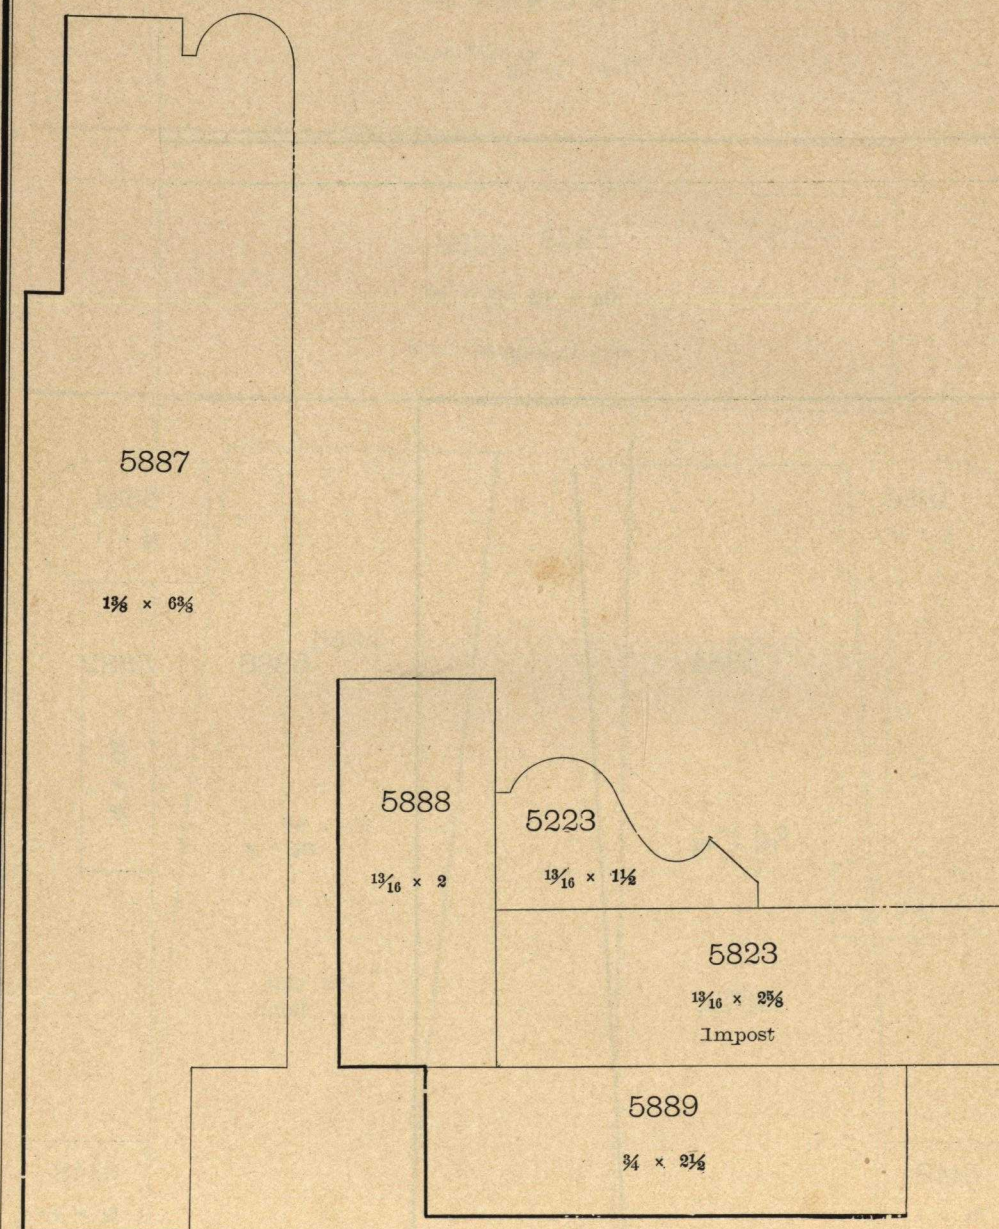 5887
1⅜ × 6⅜
5888
13/16 × 2
5223
13/16 × 1½
5823
13/16 × 2⅝
Impost
5889
¾ × 2½